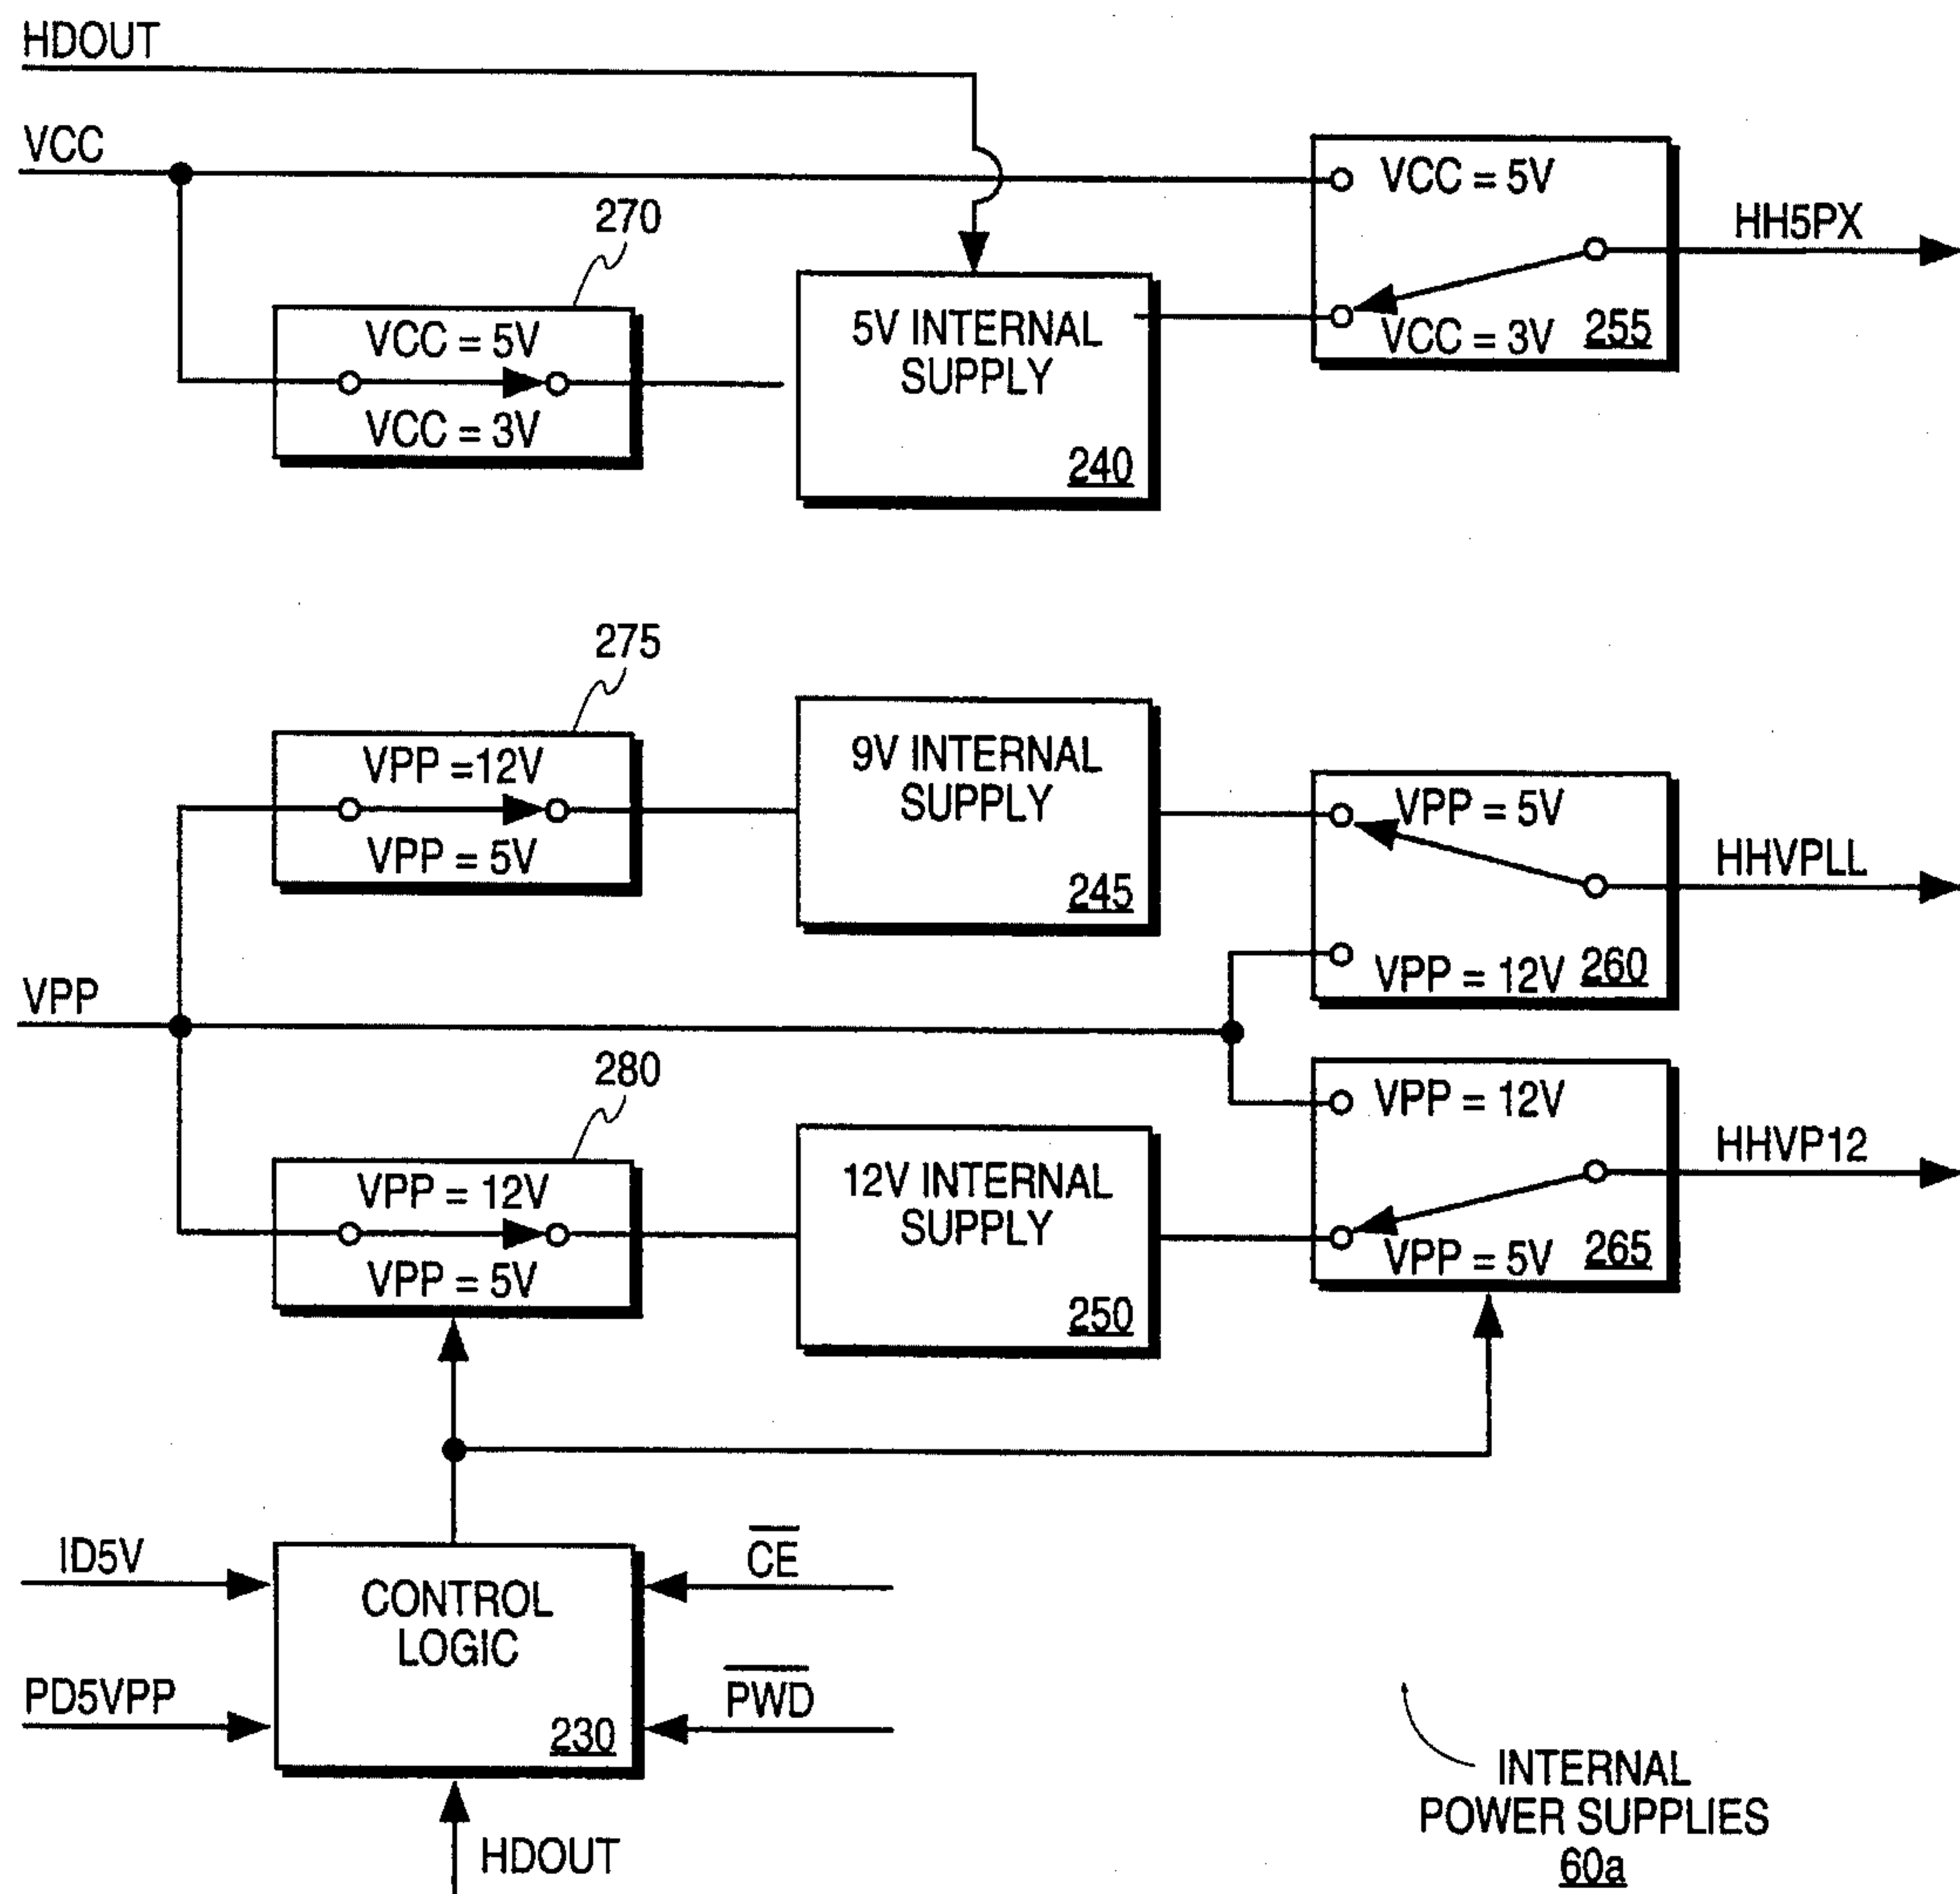 HDOUT
VCC
270
VCC = 5V
VCC = 3V
5V INTERNAL
SUPPLY
240
VCC = 5V
VCC = 3V
255
HH5PX
275
VPP =12V
VPP = 5V
9V INTERNAL
SUPPLY
245
VPP = 5V
VPP = 12V
260
HHVPLL
VPP
280
VPP = 12V
VPP = 5V
12V INTERNAL
SUPPLY
250
VPP = 12V
VPP = 5V
265
HHVP12
ID5V
PD5VPP
CONTROL
LOGIC
230
CE
PWD
HDOUT
INTERNAL
POWER SUPPLIES
60a